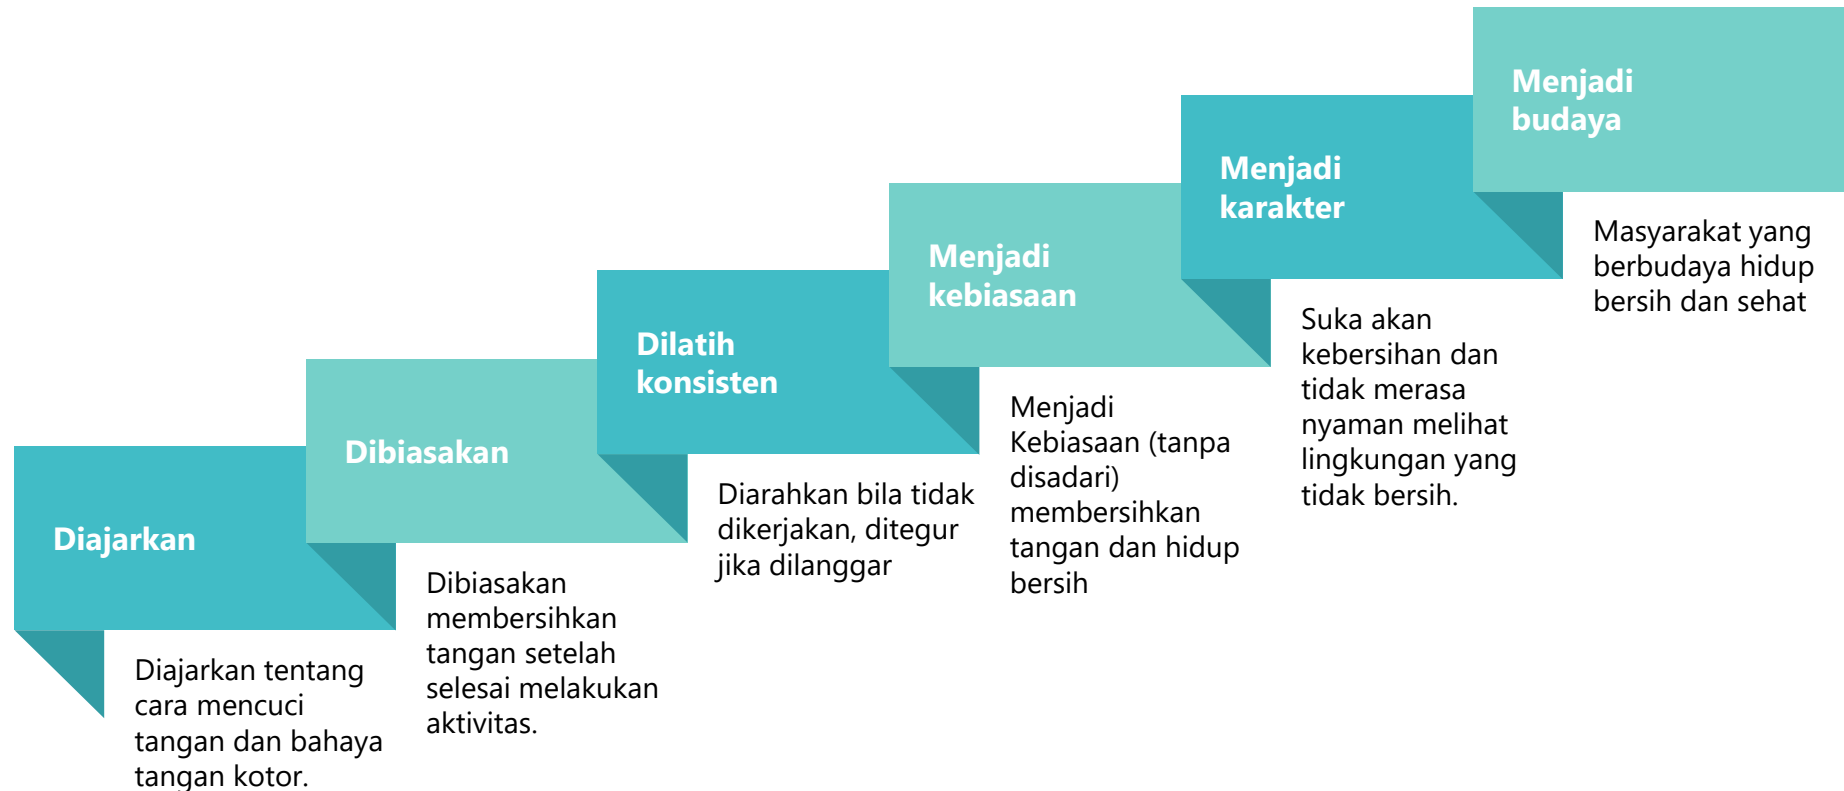 Diajarkan
Diajarkan tentang
cara mencuci
tangan dan bahaya
tangan kotor.
Dibiasakan
Dibiasakan
membersihkan
tangan setelah
selesai melakukan
aktivitas.
Dilatih
konsisten
Diarahkan bila tidak
dikerjakan, ditegur
jika dilanggar
Menjadi
kebiasaan
Menjadi
Kebiasaan (tanpa
disadari)
membersihkan
tangan dan hidup
bersih
Menjadi
karakter
Suka akan
kebersihan dan
tidak merasa
nyaman melihat
lingkungan yang
tidak bersih.
Menjadi
budaya
Masyarakat yang
berbudaya hidup
bersih dan sehat